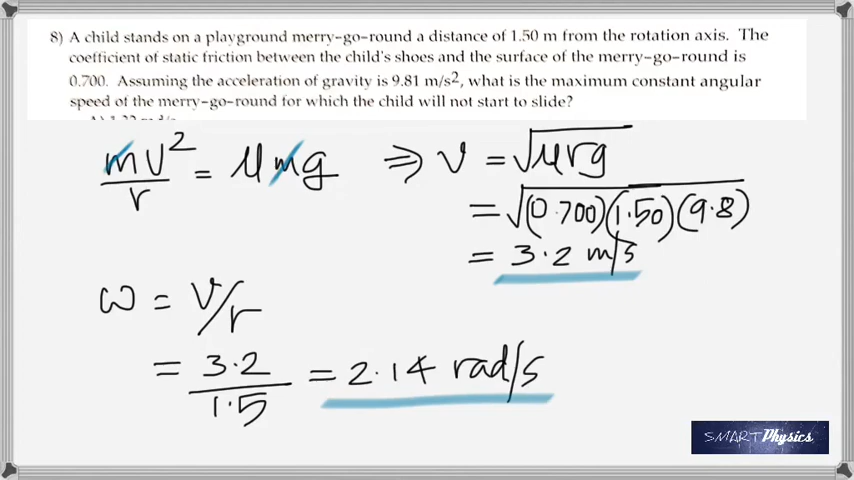 8) A child stands on a playground merry-go-round a distance of 1.50 m from the rotation axis. The
coefficient of static friction between the child's shoes and the surface of the merry-go-round is
0.700. Assuming the acceleration of gravity is 9.81 m/s², what is the maximum constant angular
speed of the merry-go-round for which the child will not start to slide?
mv²/r = μmg ⇒ v = √μrg
= √(0.700)(1.50)(9.8)
= 3.2 m/s
ω = v/r
= 3.2/1.5 = 2.14 rad/s
SMART Physics